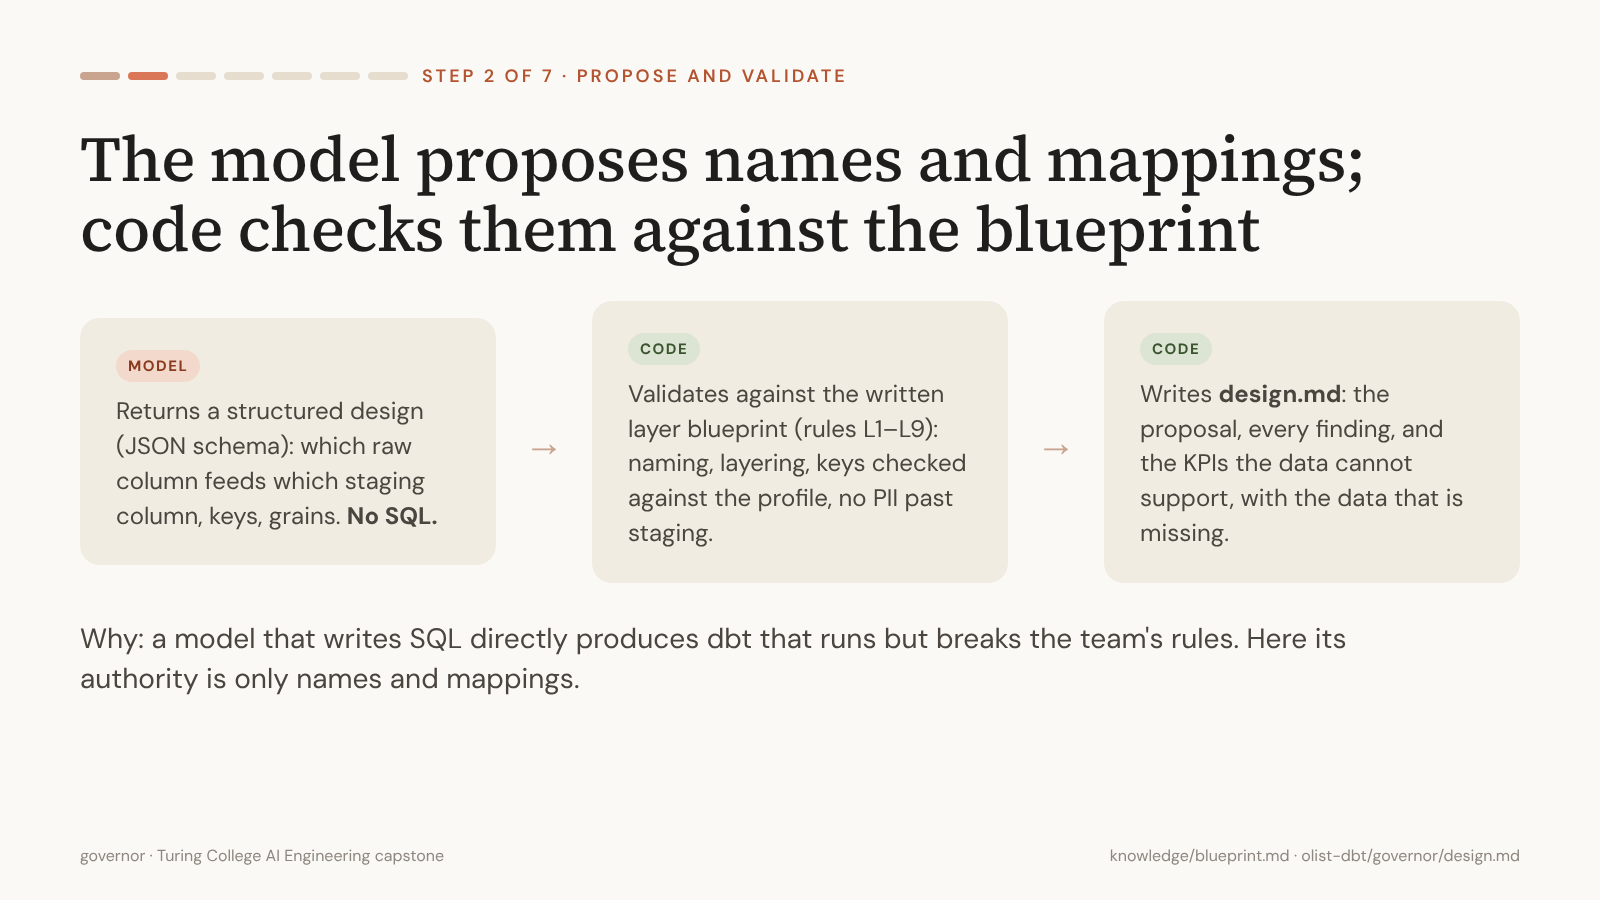 STEP 2 OF 7 · PROPOSE AND VALIDATE
The model proposes names and mappings;
code checks them against the blueprint
MODEL
Returns a structured design
(JSON schema): which raw
column feeds which staging
column, keys, grains. No SQL.
→
CODE
Validates against the written
layer blueprint (rules L1–L9):
naming, layering, keys checked
against the profile, no PII past
staging.
→
CODE
Writes design.md: the
proposal, every finding, and
the KPIs the data cannot
support, with the data that is
missing.
Why: a model that writes SQL directly produces dbt that runs but breaks the team's rules. Here its
authority is only names and mappings.
governor · Turing College AI Engineering capstone
knowledge/blueprint.md · olist-dbt/governor/design.md